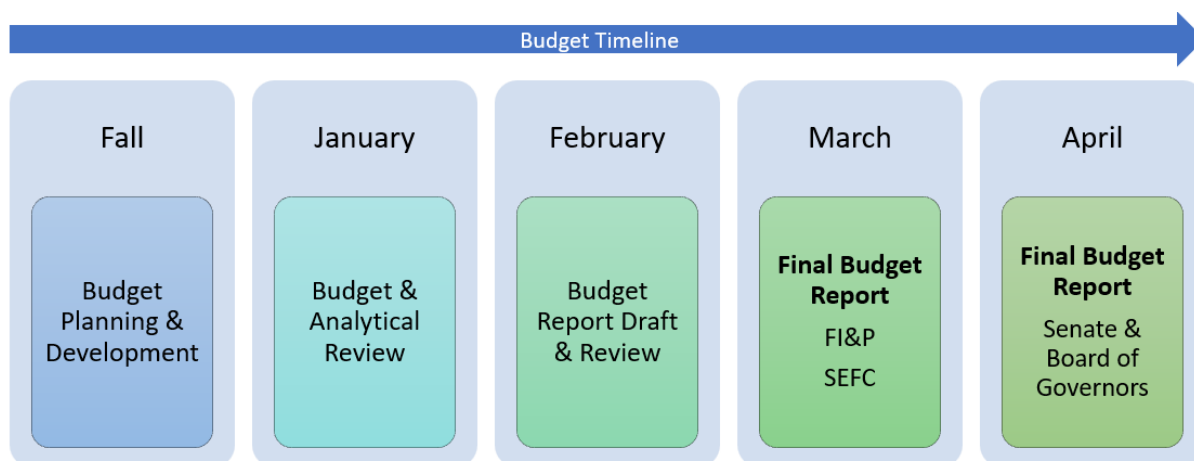 Budget Timeline
Fall
Budget
Planning &
Development
January
Budget &
Analytical
Review
February
Budget
Report Draft
& Review
March
Final Budget
Report
FI&P
SEFC
April
Final Budget
Report
Senate &
Board of
Governors